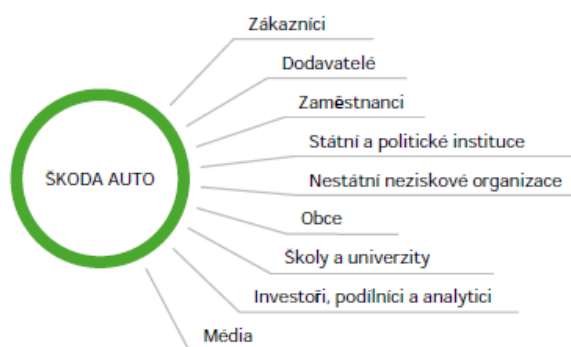 Zákazníci
Dodavatelé
Zaměstnanci
Státní a politické instituce
ŠKODA AUTO
Nestátní neziskové organizace
Obce
Školy a univerzity
Investoři, podílníci a analytici
Média